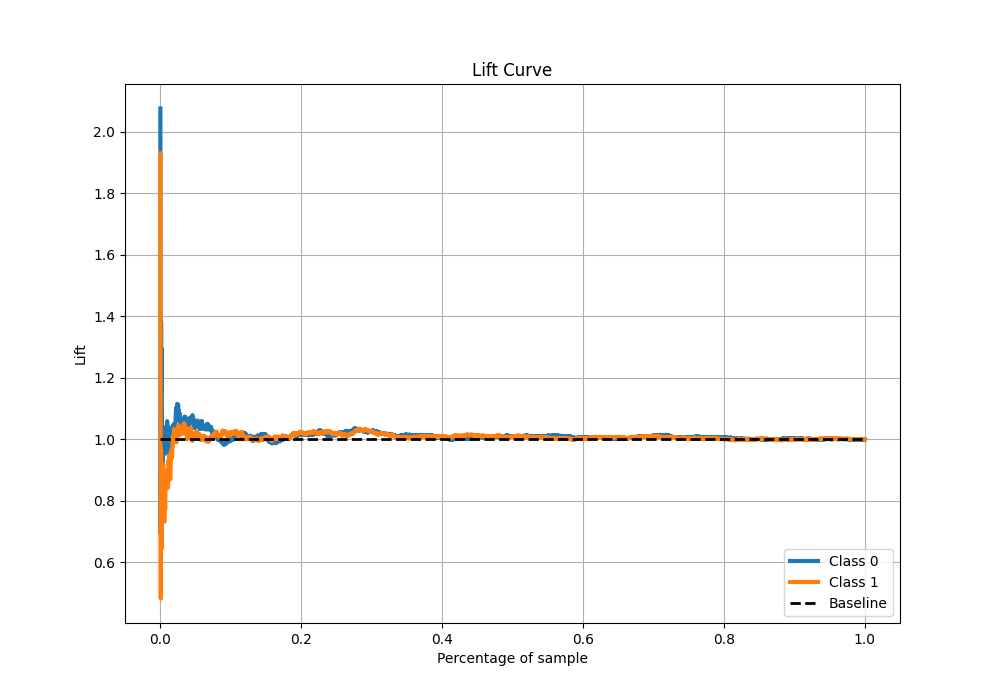 Lift Curve
2.0
1.8
1.6
1.4
1.2
1.0
0.8
0.6
Lift
0.0 0.2 0.4 0.6 0.8 1.0
Percentage of sample
Class 0
Class 1
Baseline